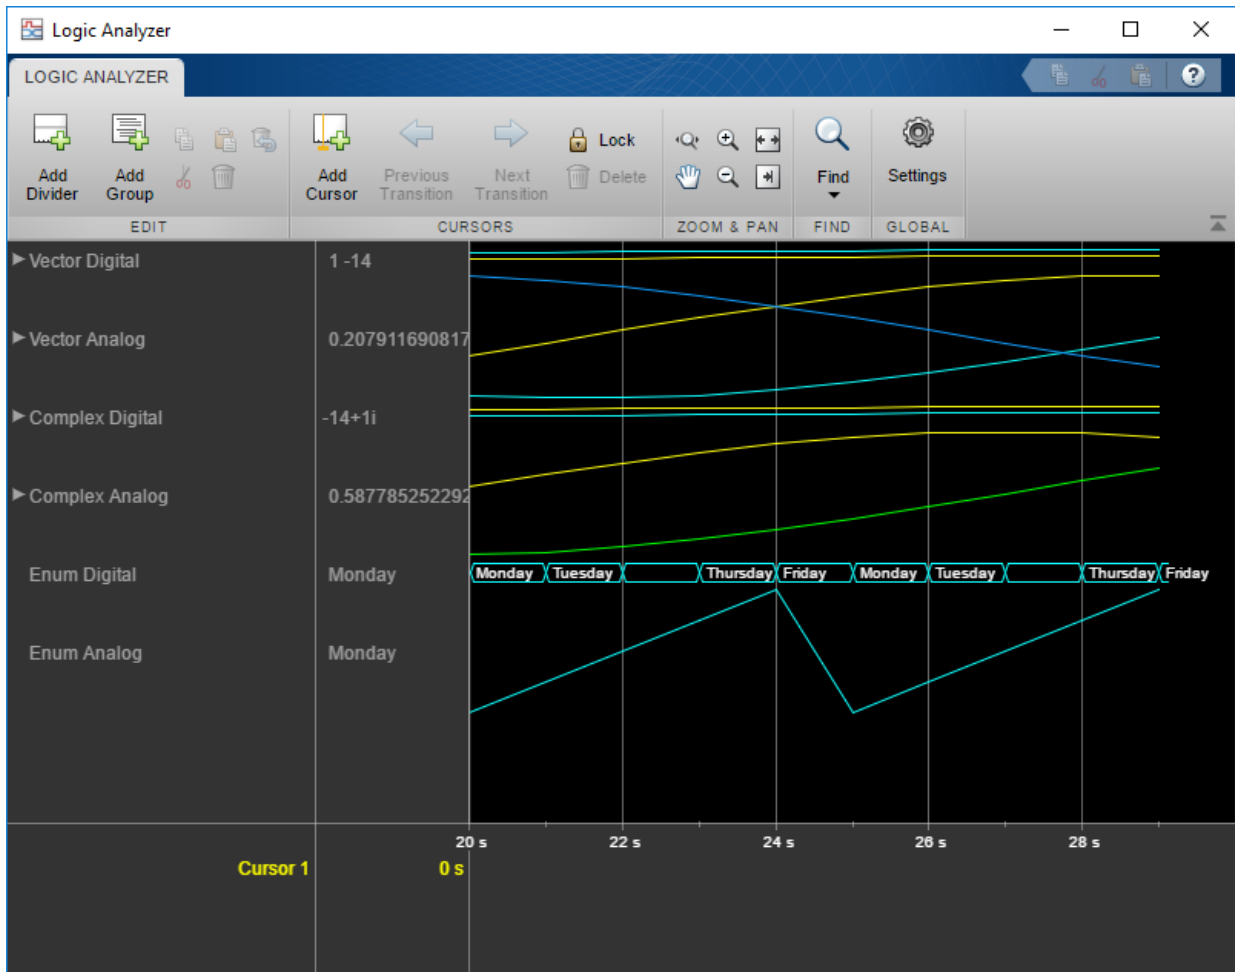 Logic Analyzer
LOGIC ANALYZER
?
Add Divider
Add Group
Add Cursor
Previous Transition
Next Transition
Lock
Delete
Find
Settings
EDIT
CURSORS
ZOOM & PAN
FIND
GLOBAL
Vector Digital 1 -14
Vector Analog 0.207911690817
Complex Digital -14+1i
Complex Analog 0.587785252292
Enum Digital Monday Monday Tuesday Thursday Friday Monday Tuesday Thursday Friday
Enum Analog Monday
20 s 22 s 24 s 26 s 28 s
Cursor 1 0 s